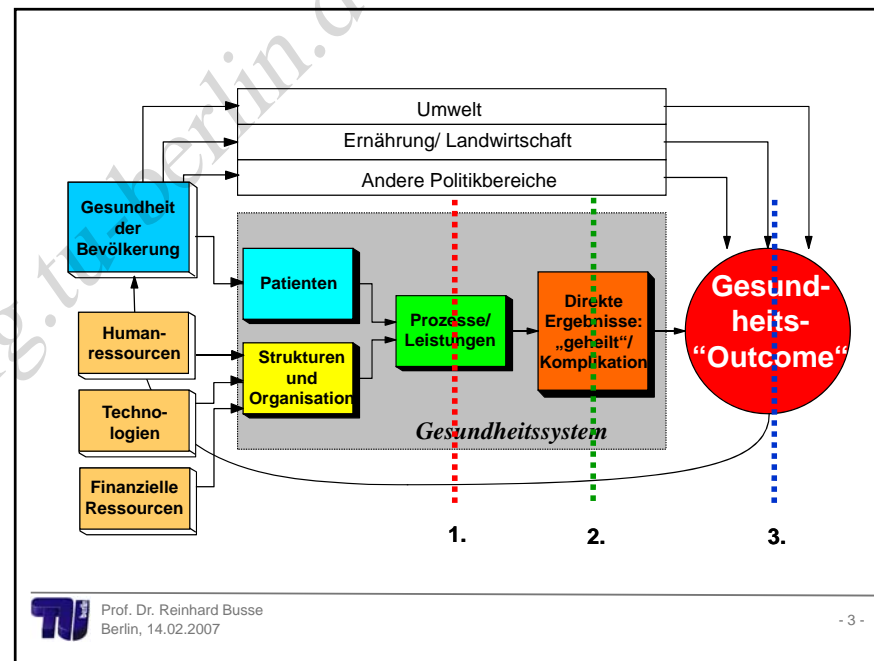 Umwelt
Ernährung/ Landwirtschaft
Andere Politikbereiche
Gesundheit
der
Bevölkerung
Patienten
Human-
ressourcen
Strukturen
und
Organisation
Prozesse/
Leistungen
Direkte
Ergebnisse:
„geheilt“/
Komplikation
Gesund-
heits-
“Outcome“
Techno-
logien
Finanzielle
Ressourcen
Gesundheitssystem
1.
2.
3.
Prof. Dr. Reinhard Busse
Berlin, 14.02.2007
- 3 -
g.tu-berlin.d